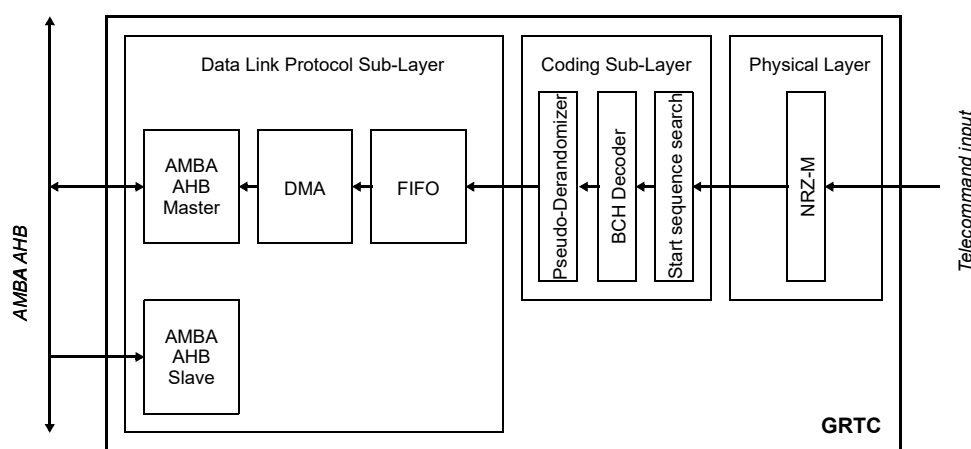 Data Link Protocol Sub-Layer
Coding Sub-Layer
Physical Layer
AMBA
AHB
Master
DMA
FIFO
Pseudo-Derandomizer
BCH Decoder
Start sequence search
NRZ-M
Telecommand input
AMBA AHB
AMBA
AHB
Slave
GRTC